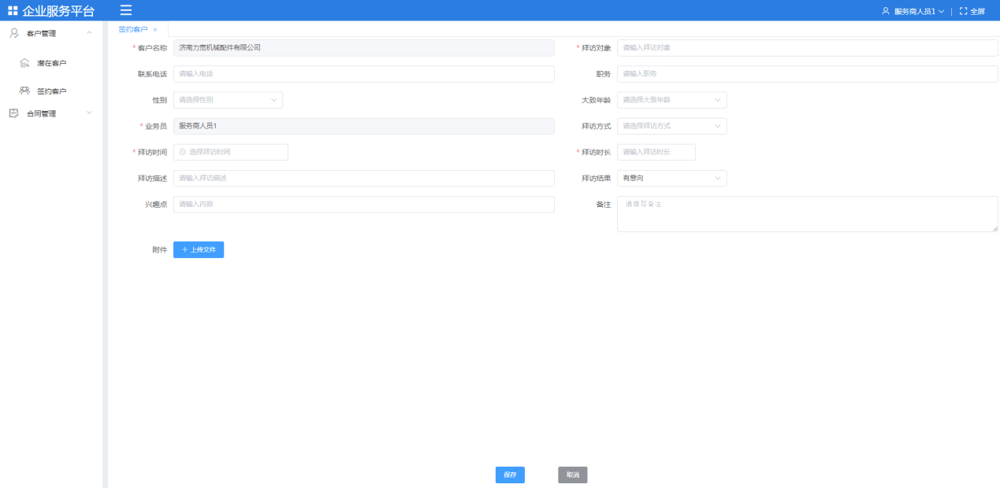 企业服务平台
服务商人员1 | 全屏
客户管理
潜在客户
签约客户
合同管理
签约客户 ×
* 客户名称 济南力宽机械配件有限公司
* 拜访对象 请输入拜访对象
联系电话 请输入电话
职务 请输入职务
性别 请选择性别
大致年龄 请选择大致年龄
* 业务员 服务商人员1
拜访方式 请选择拜访方式
* 拜访时间 选择拜访时间
* 拜访时长 请输入拜访时长
拜访描述 请输入拜访描述
拜访结果 有意向
兴趣点 请输入内容
备注 请填写备注
附件 + 上传文件
保存 取消